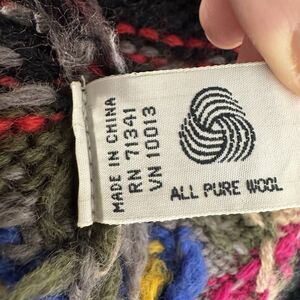 MADE IN CHINA
RN 71341
VN 10013
ALL PURE WOOL